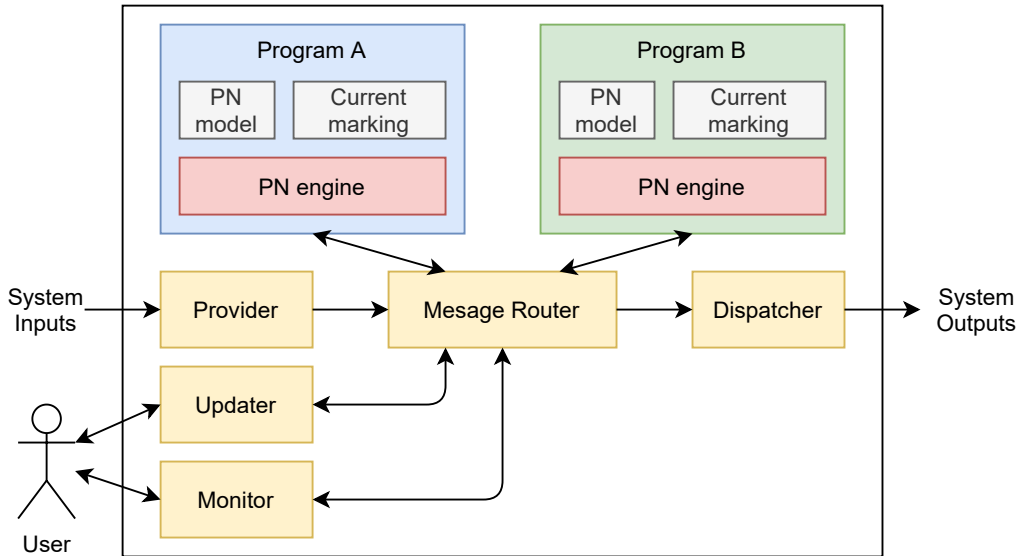 Program A
PN
model
Current
marking
PN engine
Program B
PN
model
Current
marking
PN engine
System
Inputs
Provider
Mesage Router
Dispatcher
System
Outputs
Updater
Monitor
User